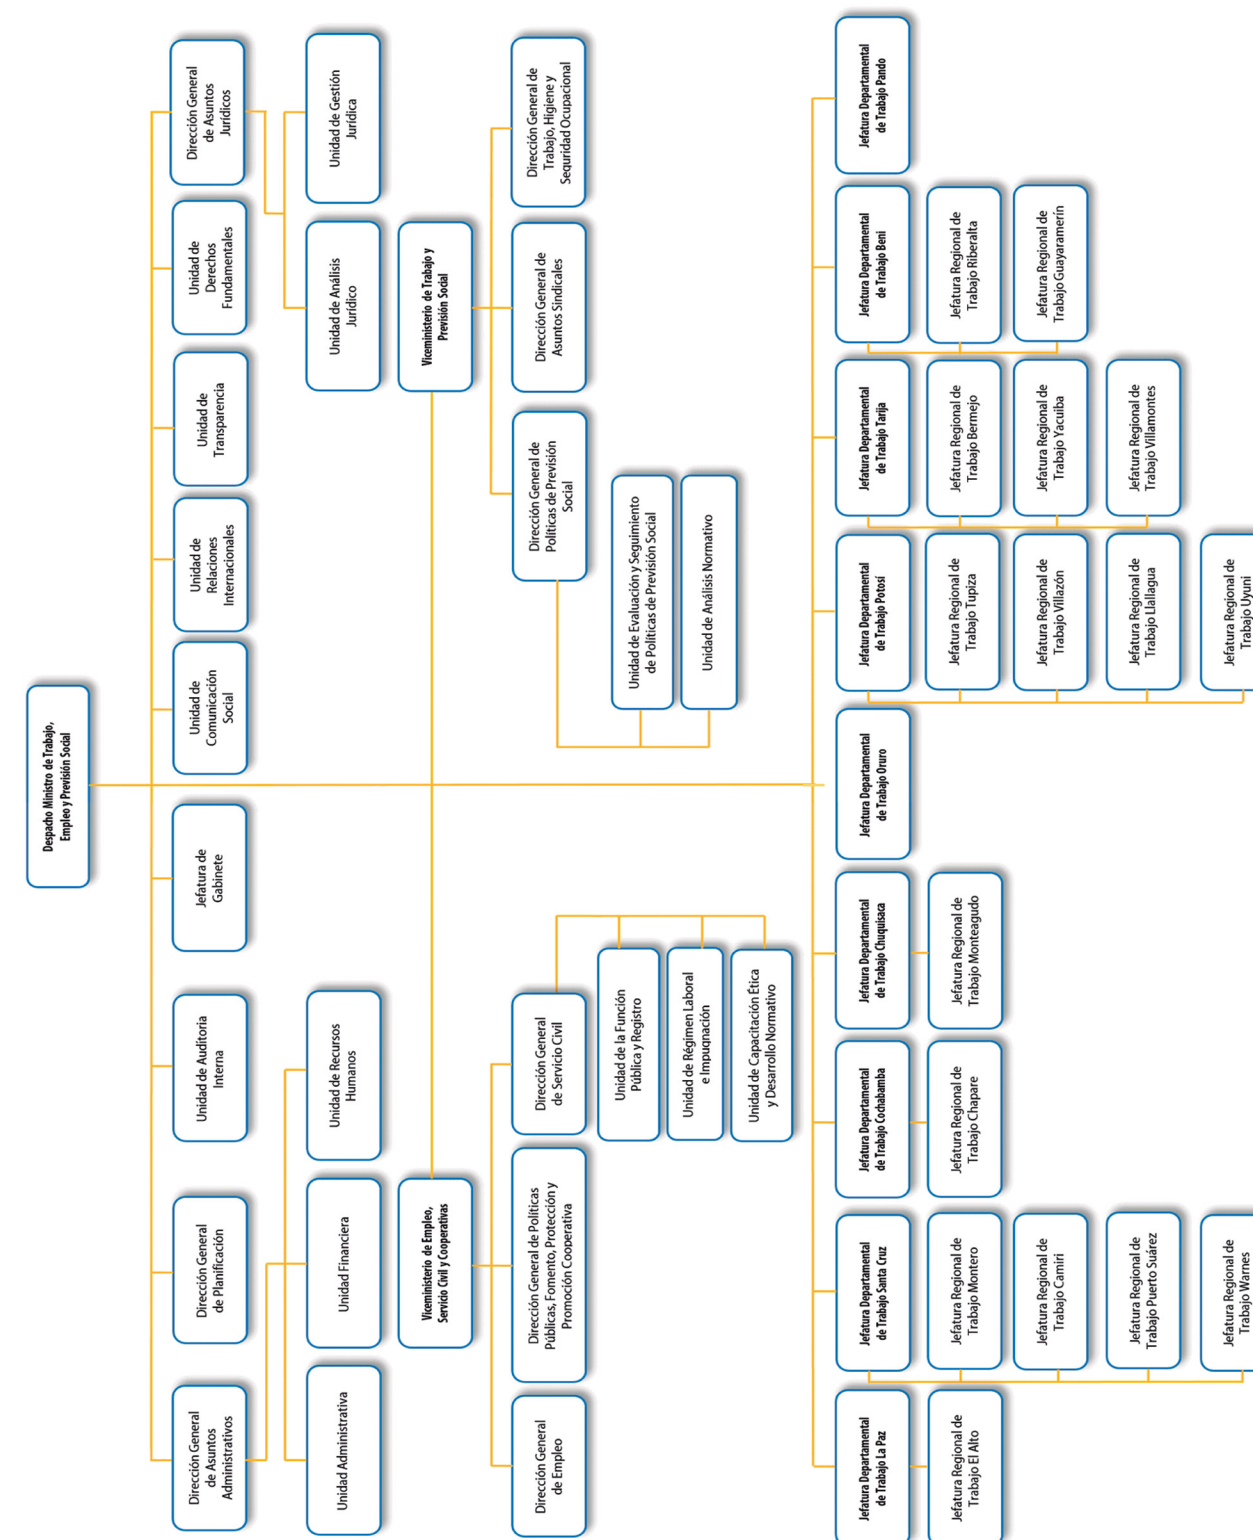 Despacho Ministro de Trabajo,
Empleo y Previsión Social
Dirección General
de Asuntos
Administrativos
Dirección General
de Planificación
Unidad de Auditoria
Interna
Jefatura de
Gabinete
Unidad de
Comunicación
Social
Unidad de
Relaciones
Internacionales
Unidad de
Transparencia
Unidad de
Derechos
Fundamentales
Dirección General
de Asuntos
Jurídicos
Unidad Administrativa
Unidad Financiera
Unidad de Recursos
Humanos
Unidad de Análisis
Jurídico
Unidad de Gestión
Jurídica
Viceministerio de Empleo,
Servicio Civil y Cooperativas
Viceministerio de Trabajo y
Previsión Social
Dirección General
de Empleo
Dirección General de Políticas
Públicas, Fomento, Protección y
Promoción Cooperativa
Dirección General
de Servicio Civil
Dirección General de
Políticas de Previsión
Social
Dirección General de
Asuntos Sindicales
Dirección General de
Trabajo, Higiene y
Seguridad Ocupacional
Unidad de la Función
Pública y Registro
Unidad de Régimen Laboral
e Impugnación
Unidad de Capacitación Ética
y Desarrollo Normativo
Unidad de Evaluación y Seguimiento
de Políticas de Previsión Social
Unidad de Análisis Normativo
Jefatura Departamental
de Trabajo La Paz
Jefatura Regional de
Trabajo El Alto
Jefatura Departamental
de Trabajo Santa Cruz
Jefatura Regional de
Trabajo Montero
Jefatura Regional de
Trabajo Camiri
Jefatura Regional de
Trabajo Puerto Suárez
Jefatura Regional de
Trabajo Warnes
Jefatura Departamental
de Trabajo Cochabamba
Jefatura Regional de
Trabajo Chapare
Jefatura Departamental
de Trabajo Chuquisaca
Jefatura Regional de
Trabajo Monteagudo
Jefatura Departamental
de Trabajo Oruro
Jefatura Departamental
de Trabajo Potosí
Jefatura Regional de
Trabajo Tupiza
Jefatura Regional de
Trabajo Villazón
Jefatura Regional de
Trabajo Llallagua
Jefatura Regional de
Trabajo Uyuni
Jefatura Departamental
de Trabajo Tarija
Jefatura Regional de
Trabajo Bermejo
Jefatura Regional de
Trabajo Yacuiba
Jefatura Regional de
Trabajo Villamontes
Jefatura Departamental
de Trabajo Beni
Jefatura Regional de
Trabajo Riberalta
Jefatura Regional de
Trabajo Guayaramerín
Jefatura Departamental
de Trabajo Pando